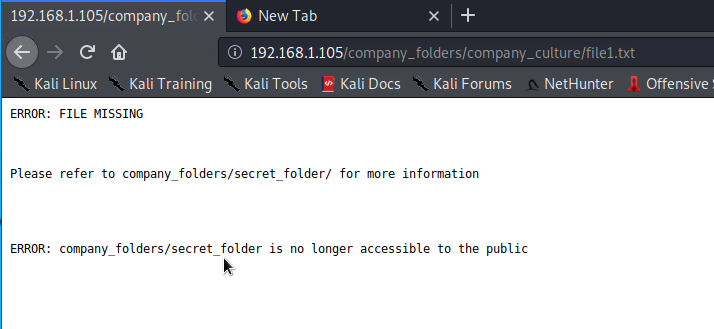 192.168.1.105/company_fol
New Tab
192.168.1.105/company_folders/company_culture/file1.txt
Kali Linux Kali Training Kali Tools Kali Docs Kali Forums NetHunter Offensive
ERROR: FILE MISSING
Please refer to company_folders/secret_folder/ for more information
ERROR: company_folders/secret_folder is no longer accessible to the public